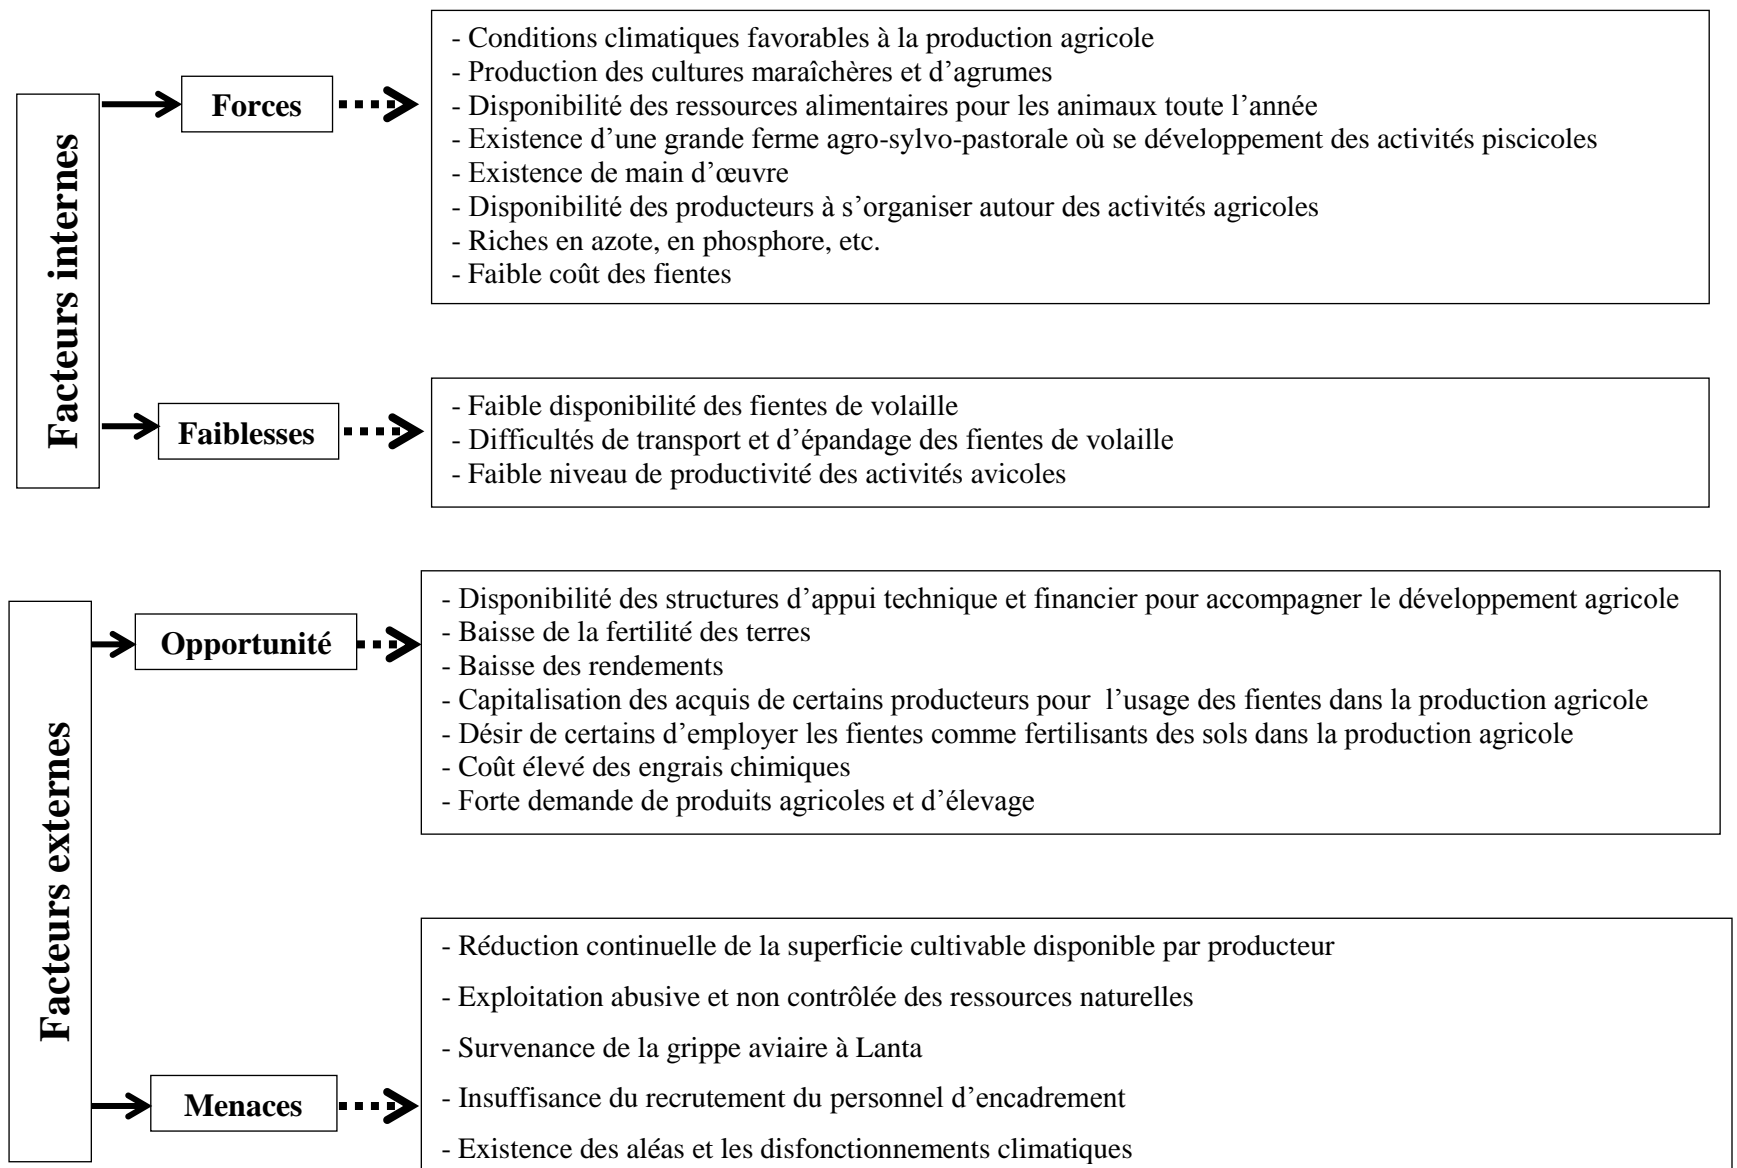 Facteurs internes
Forces
- Conditions climatiques favorables à la production agricole
- Production des cultures maraîchères et d’agrumes
- Disponibilité des ressources alimentaires pour les animaux toute l’année
- Existence d’une grande ferme agro-sylvo-pastorale où se développement des activités piscicoles
- Existence de main d’œuvre
- Disponibilité des producteurs à s’organiser autour des activités agricoles
- Riches en azote, en phosphore, etc.
- Faible coût des fientes
Faiblesses
- Faible disponibilité des fientes de volaille
- Difficultés de transport et d’épandage des fientes de volaille
- Faible niveau de productivité des activités avicoles
Facteurs externes
Opportunité
- Disponibilité des structures d’appui technique et financier pour accompagner le développement agricole
- Baisse de la fertilité des terres
- Baisse des rendements
- Capitalisation des acquis de certains producteurs pour l’usage des fientes dans la production agricole
- Désir de certains d’employer les fientes comme fertilisants des sols dans la production agricole
- Coût élevé des engrais chimiques
- Forte demande de produits agricoles et d’élevage
Menaces
- Réduction continuelle de la superficie cultivable disponible par producteur
- Exploitation abusive et non contrôlée des ressources naturelles
- Survenance de la grippe aviaire à Lanta
- Insuffisance du recrutement du personnel d’encadrement
- Existence des aléas et les disfonctionnements climatiques